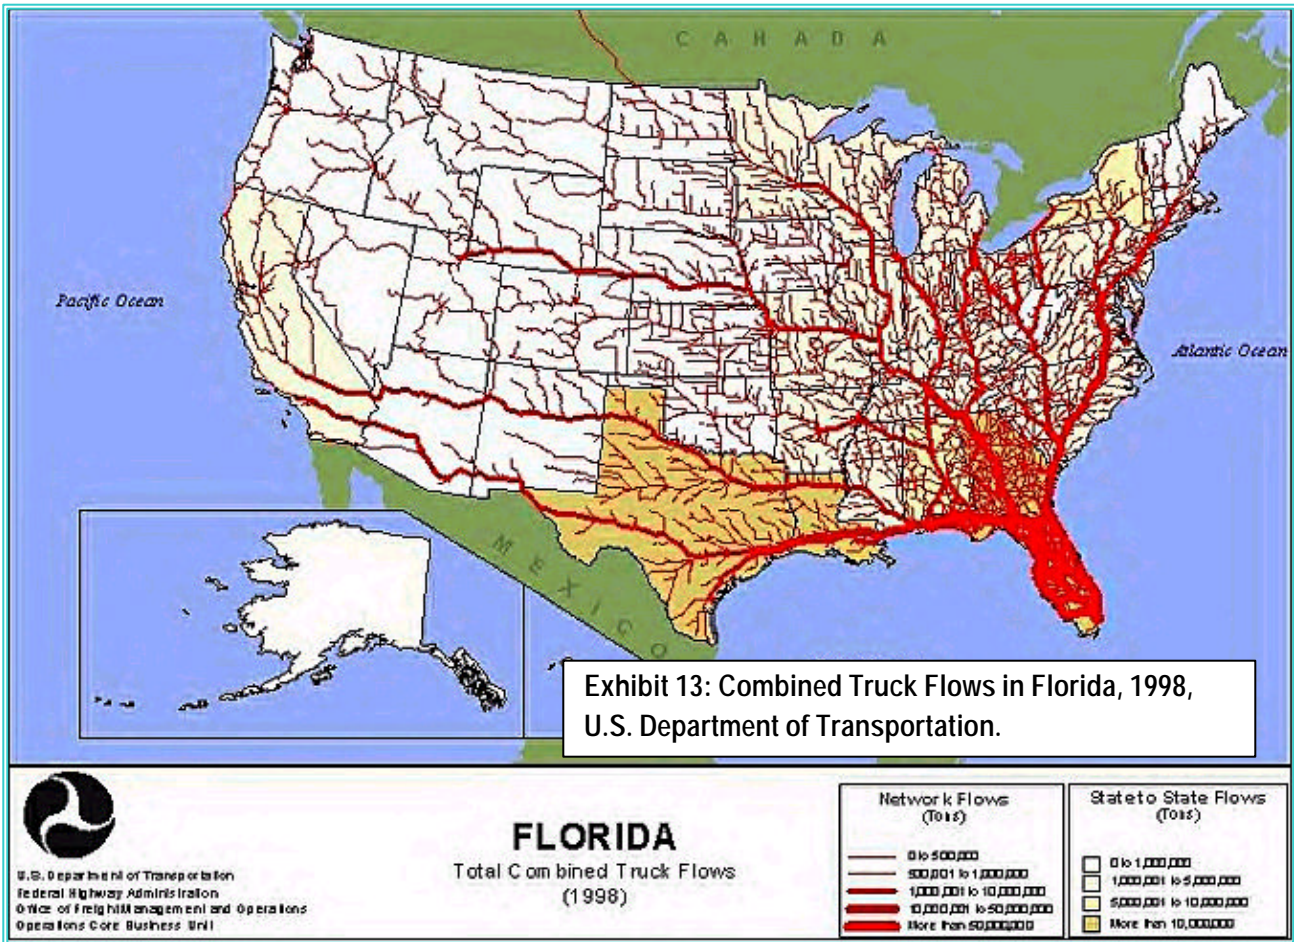 CANADA
Pacific Ocean
Atlantic Ocean
MEXICO
Exhibit 13: Combined Truck Flows in Florida, 1998,
U.S. Department of Transportation.
U.S. Department of Transportation
Federal Highway Administration
Office of Freight Management and Operations
Operations Core Business Unit
FLORIDA
Total Combined Truck Flows
(1998)
Network Flows
(Tons)
0 to 500,000
500,001 to 1,000,000
1,000,001 to 10,000,000
10,000,001 to 50,000,000
More than 50,000,000
State to State Flows
(Tons)
0 to 1,000,000
1,000,001 to 5,000,000
5,000,001 to 10,000,000
More than 10,000,000